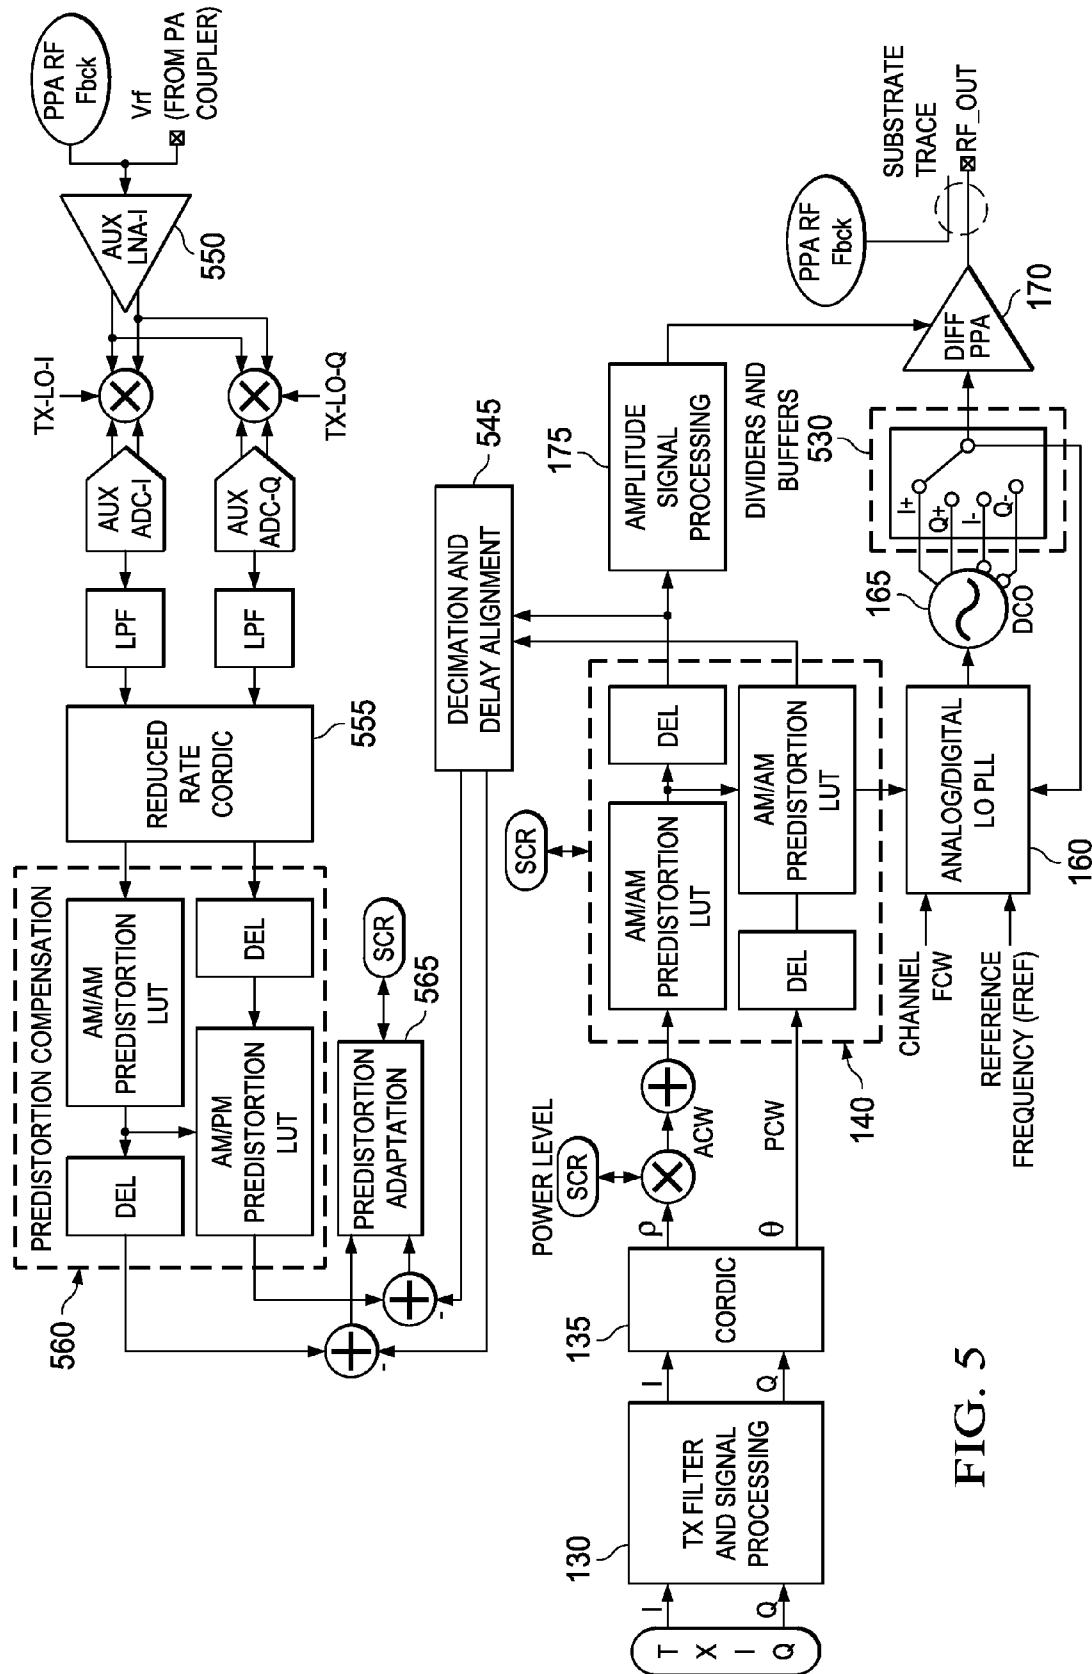 PPA RF
Fbck
Vrf
(FROM PA
COUPLER)
AUX
LNA-I
550
TX-LO-I
TX-LO-Q
AUX
ADC-I
AUX
ADC-Q
LPF
LPF
REDUCED
RATE
CORDIC
555
PREDISTORTION COMPENSATION
AM/AM
PREDISTORTION
LUT
DEL
DEL
AM/PM
PREDISTORTION
LUT
560
SCR
PREDISTORTION
ADAPTATION
565
-
-
545
DECIMATION AND
DELAY ALIGNMENT
T
X
I
Q
I
Q
130
TX FILTER
AND SIGNAL
PROCESSING
I
Q
135
CORDIC
ρ
θ
POWER LEVEL
SCR
ACW
PCW
SCR
AM/AM
PREDISTORTION
LUT
DEL
DEL
AM/AM
PREDISTORTION
LUT
140
175
AMPLITUDE
SIGNAL
PROCESSING
CHANNEL
FCW
REFERENCE
FREQUENCY (FREF)
ANALOG/DIGITAL
LO PLL
160
165
DCO
DIVIDERS AND
BUFFERS
530
I+
Q+
I-
Q-
DIFF
PPA
170
PPA RF
Fbck
SUBSTRATE
TRACE
RF_OUT
FIG. 5